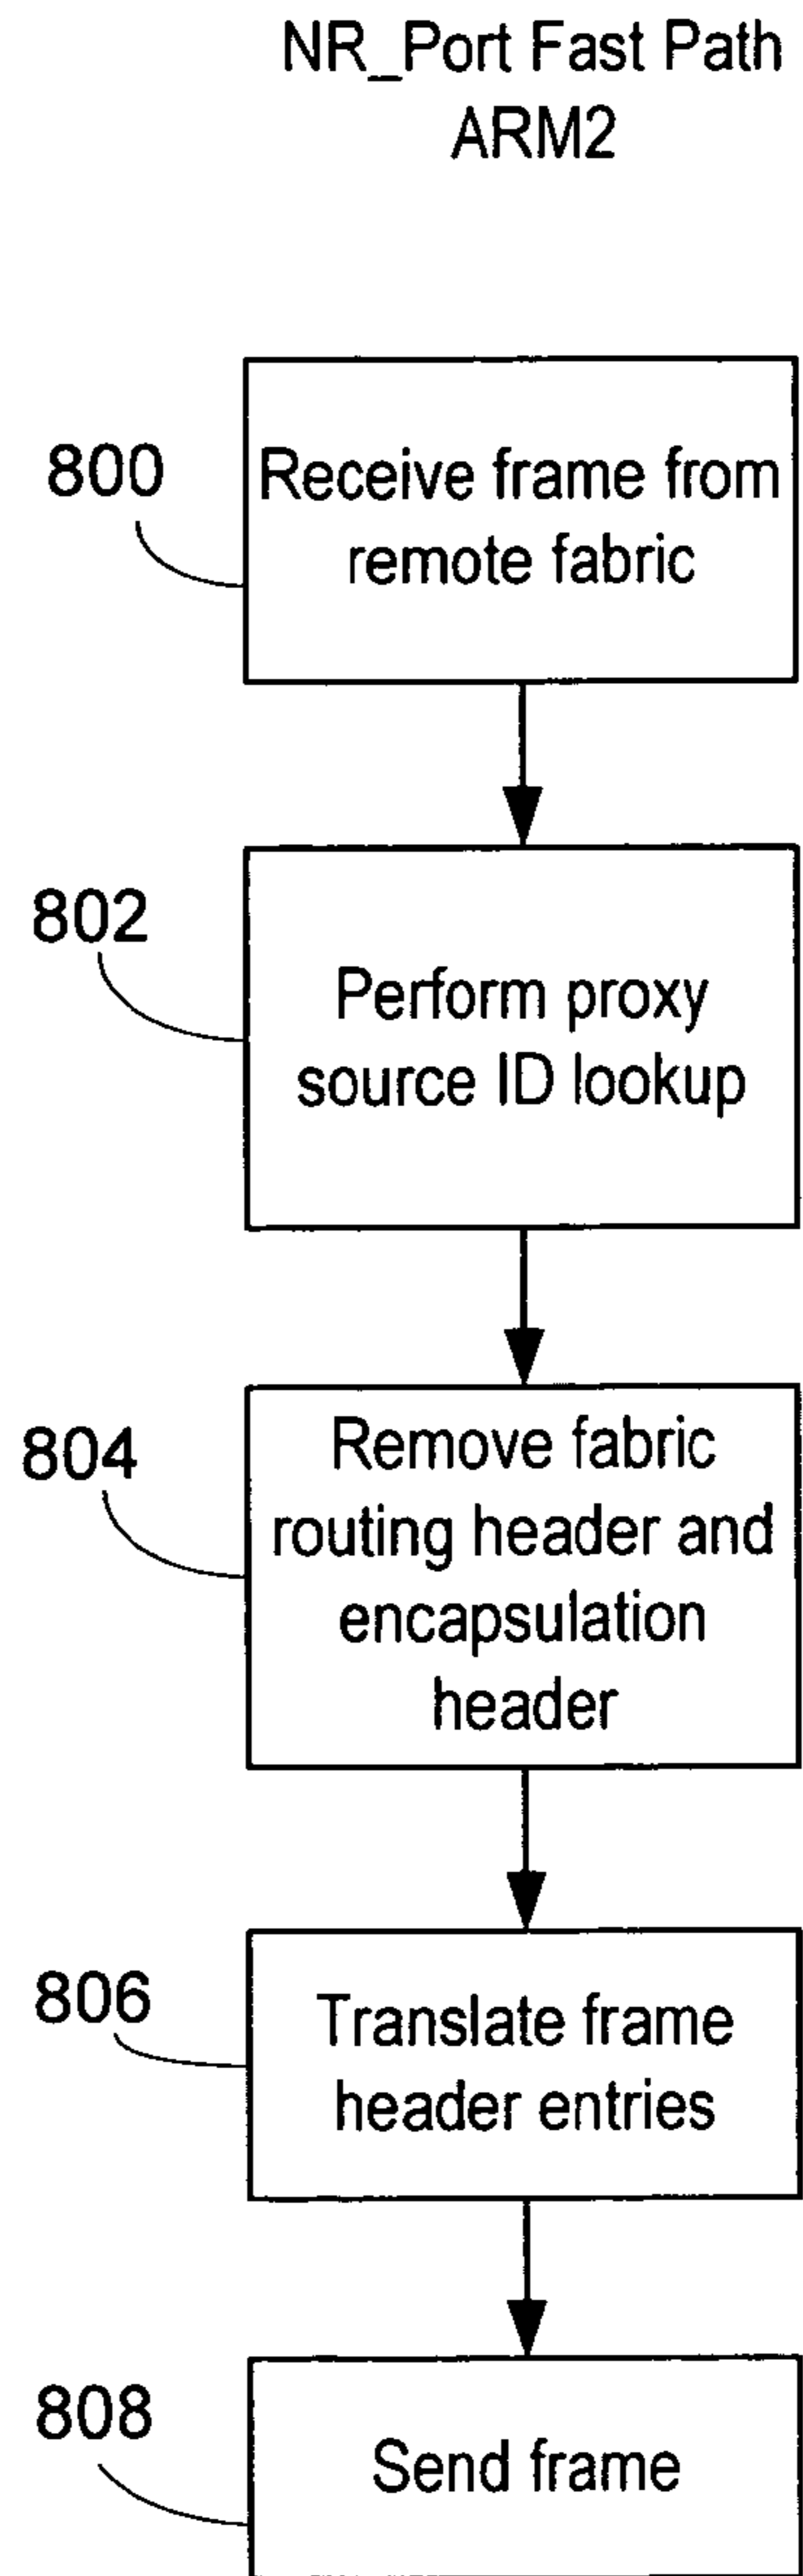 NR_Port Fast Path
ARM2
800
Receive frame from
remote fabric
802
Perform proxy
source ID lookup
804
Remove fabric
routing header and
encapsulation
header
806
Translate frame
header entries
808
Send frame